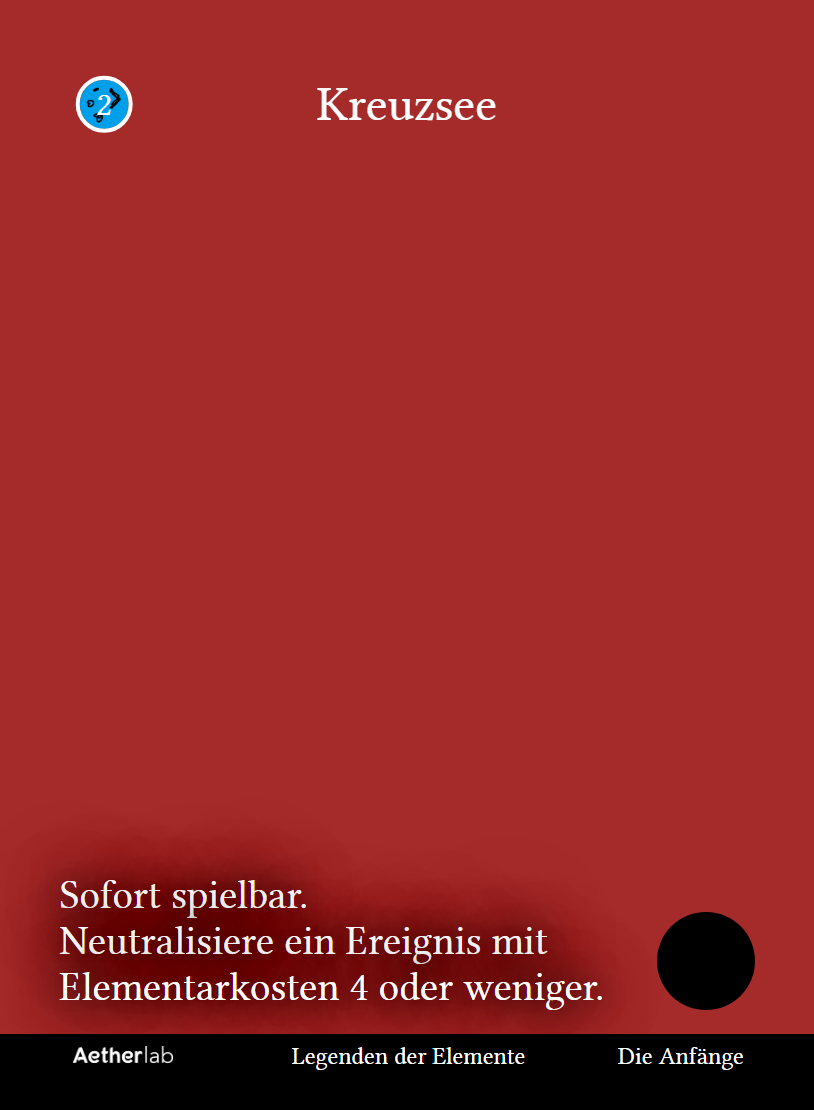 2
Kreuzsee
Sofort spielbar.
Neutralisiere ein Ereignis mit
Elementarkosten 4 oder weniger.
Aetherlab
Legenden der Elemente
Die Anfänge